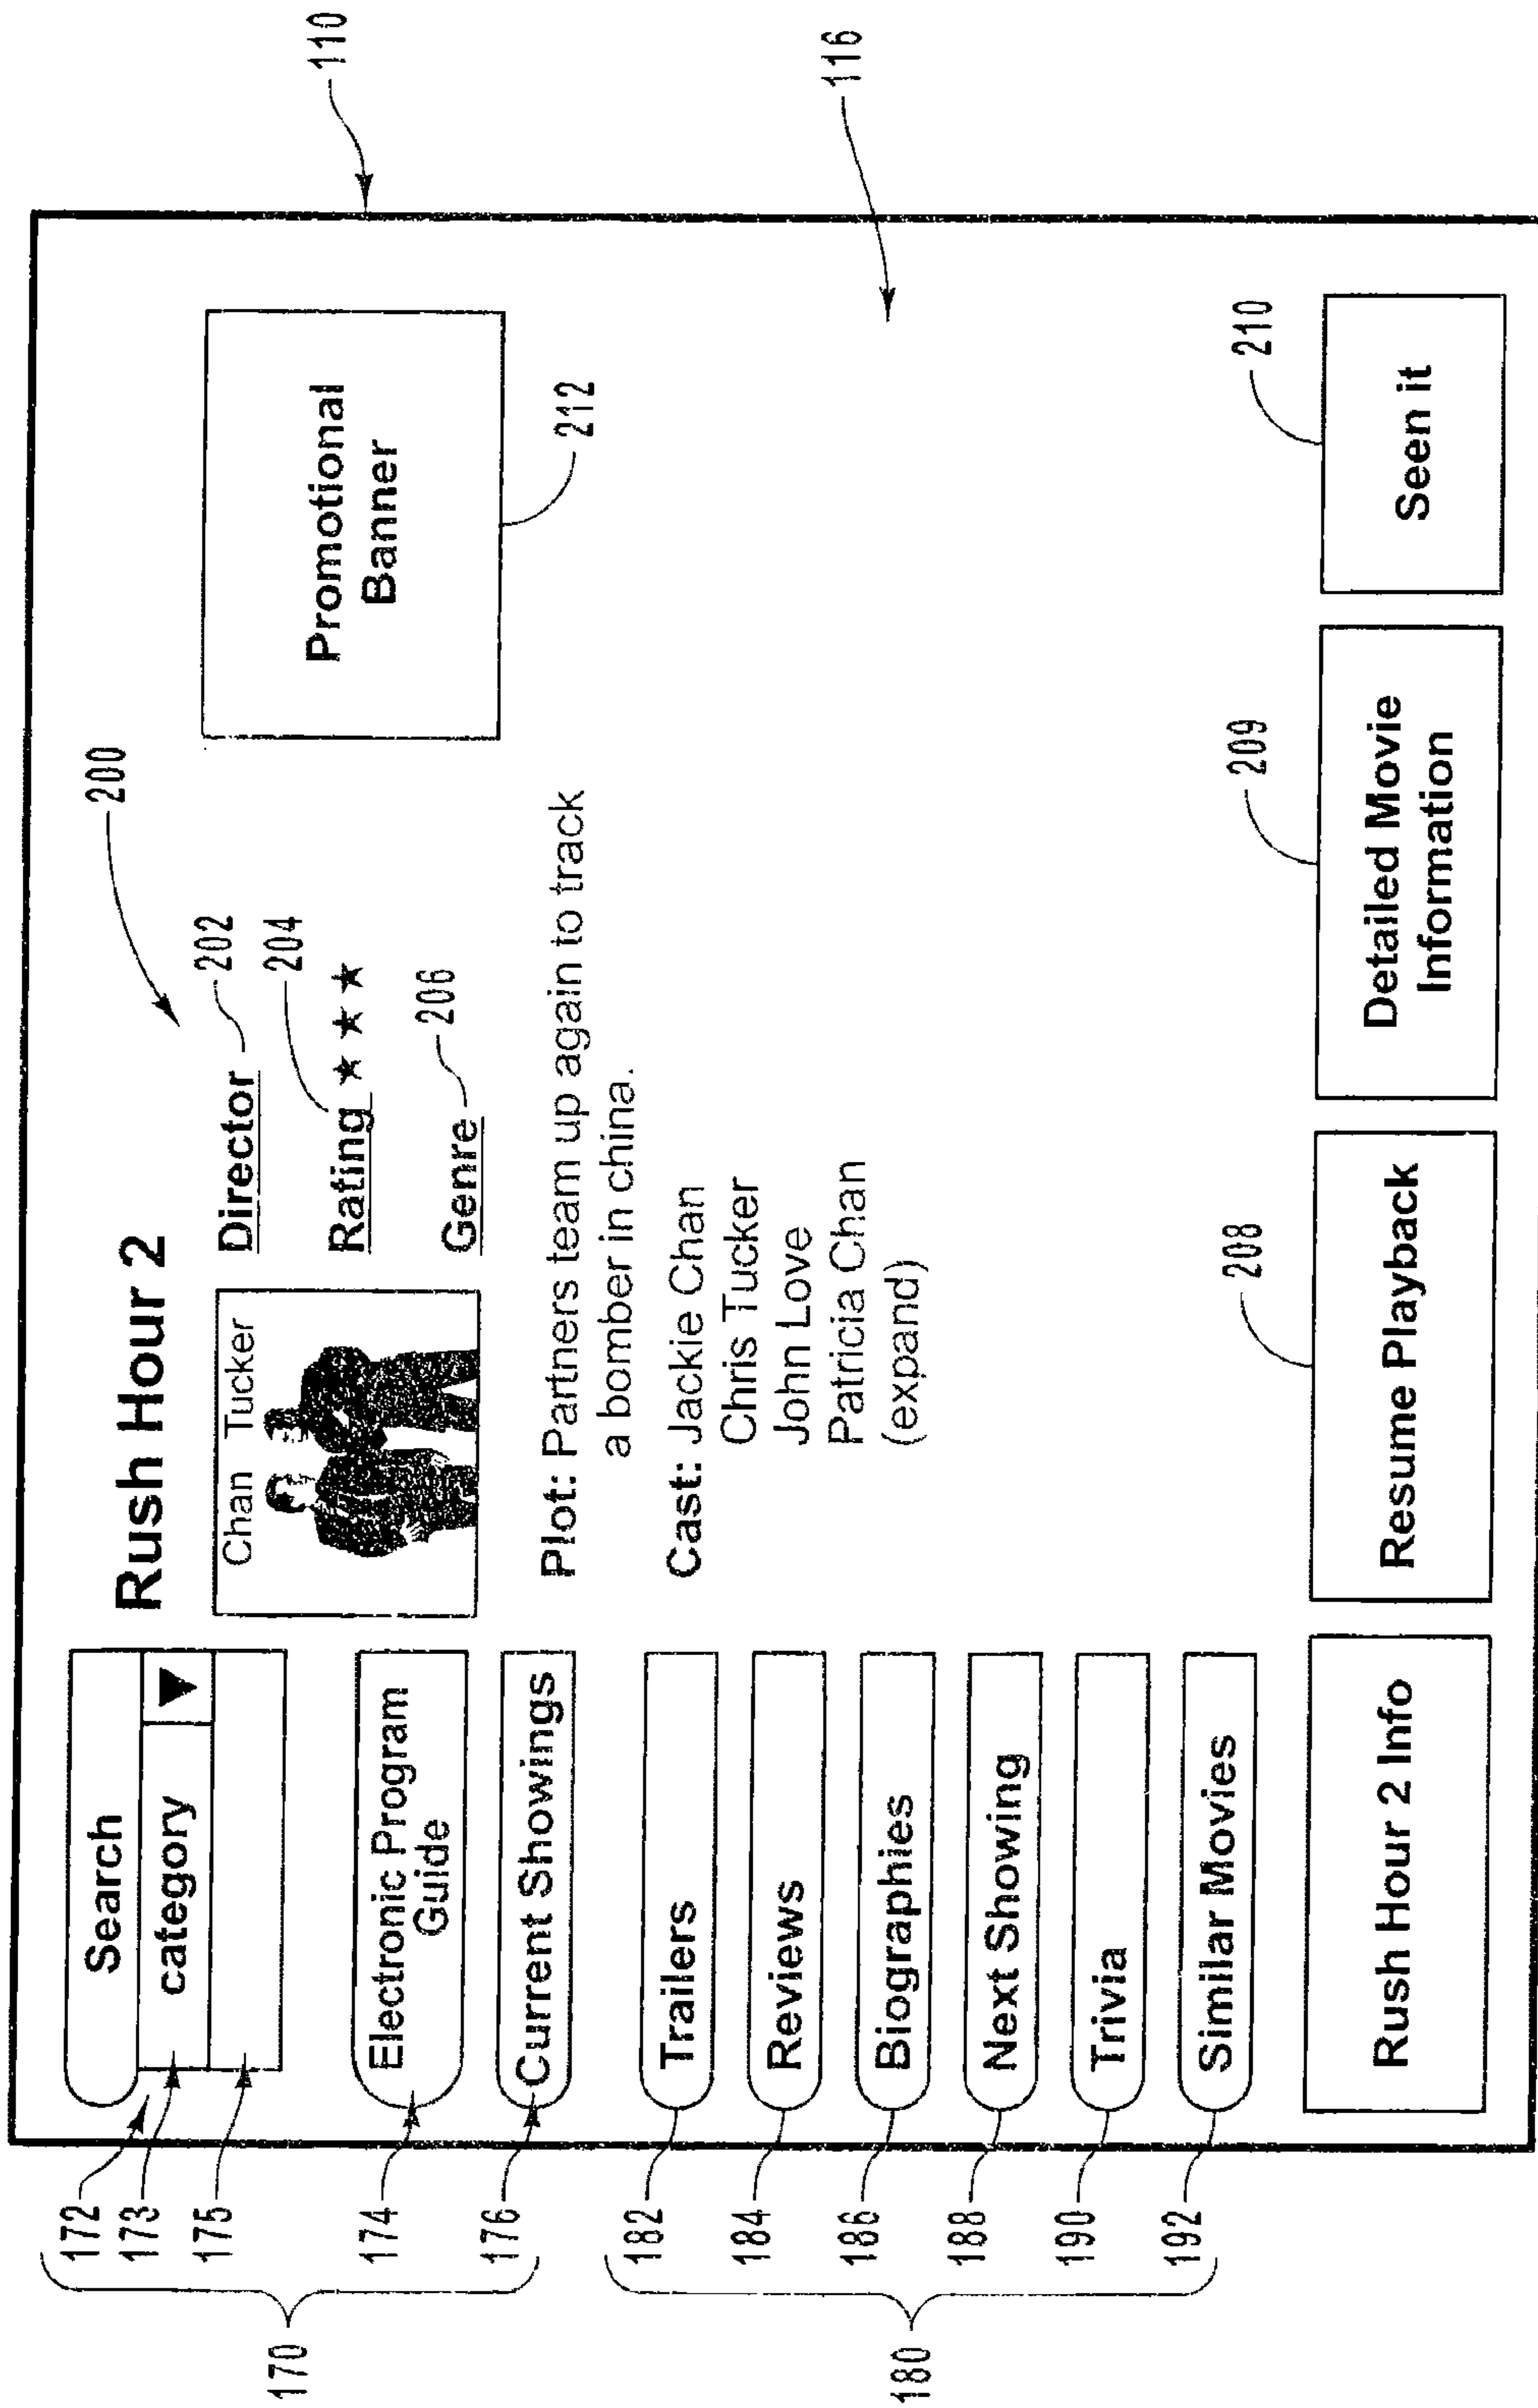 Rush Hour 2
200
110
172
173
175
Search
category
170
174
Electronic Program
Guide
176
Current Showings
Chan Tucker
Director
202
Rating ★★★
204
Genre
206
Promotional
Banner
212
Plot: Partners team up again to track
a bomber in china.
Cast: Jackie Chan
Chris Tucker
John Love
Patricia Chan
(expand)
116
180
182
Trailers
184
Reviews
186
Biographies
188
Next Showing
190
Trivia
192
Similar Movies
208
209
210
Rush Hour 2 Info
Resume Playback
Detailed Movie
Information
Seen it